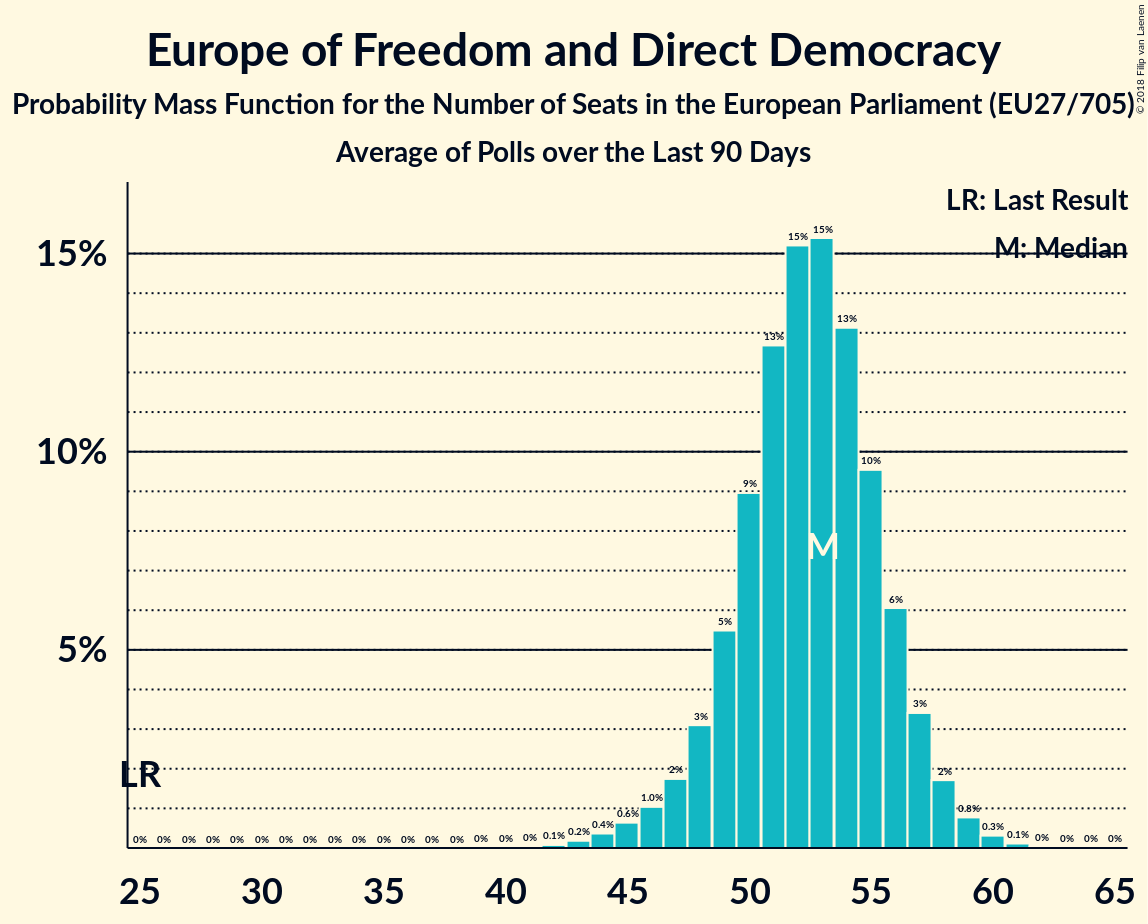 Europe of Freedom and Direct Democracy
Probability Mass Function for the Number of Seats in the European Parliament (EU27/705)
Average of Polls over the Last 90 Days
© 2018 Filip van Laenen
LR: Last Result
M: Median
15%
10%
5%
0% 0% 0% 0% 0% 0% 0% 0% 0% 0% 0% 0% 0% 0% 0% 0% 0% 0.1% 0.2% 0.4% 0.6% 1.0% 2% 3% 5% 9% 13% 15% 15% 13% 10% 6% 3% 2% 0.8% 0.3% 0.1% 0% 0% 0% 0%
M
LR
25 30 35 40 45 50 55 60 65